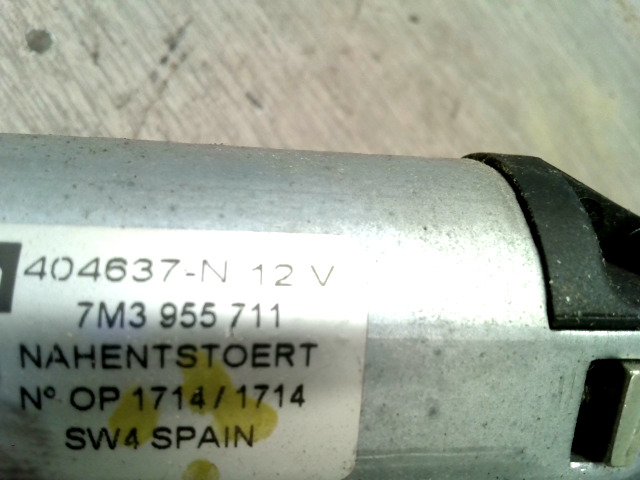 404637-N 12 V
7M3 955 711
NAHENTSTOERT
Nº OP 1714 / 1714
SW4 SPAIN